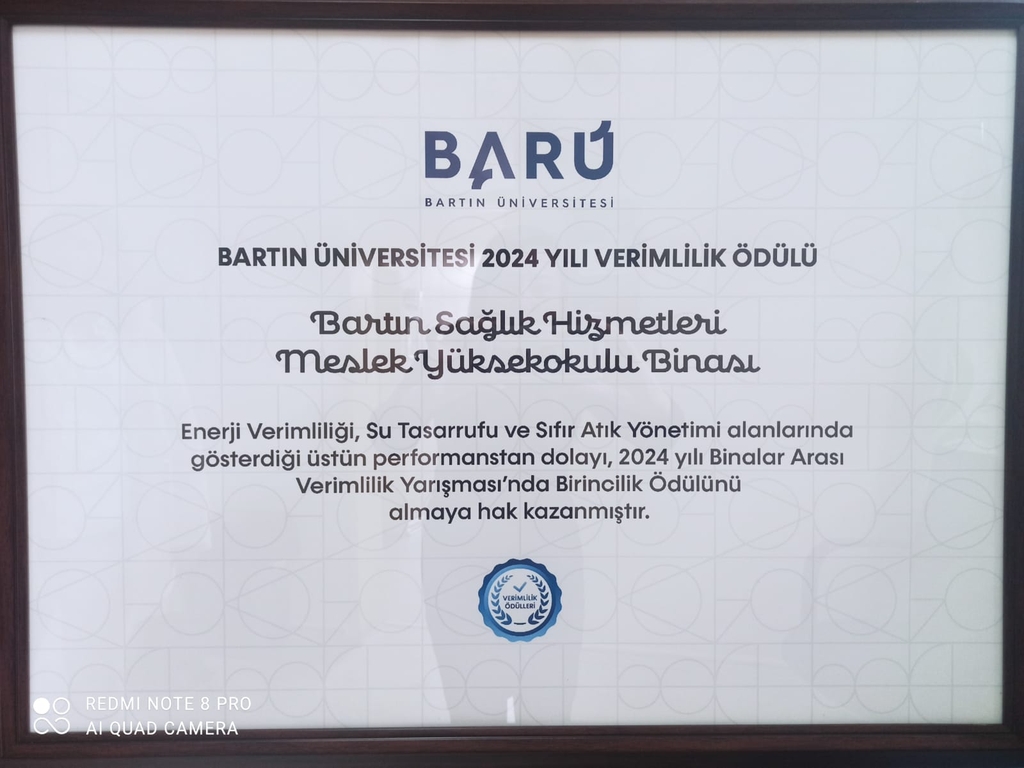 BARÜ
BARTIN ÜNİVERSİTESİ
BARTIN ÜNİVERSİTESİ 2024 YILI VERİMLİLİK ÖDÜLÜ
Bartın Sağlık Hizmetleri
Meslek Yüksekokulu Binası
Enerji Verimliliği, Su Tasarrufu ve Sıfır Atık Yönetimi alanlarında
gösterdiği üstün performanstan dolayı, 2024 yılı Binalar Arası
Verimlilik Yarışması'nda Birincilik Ödülünü
almaya hak kazanmıştır.
VERİMLİLİK
ÖDÜLLERİ
REDMI NOTE 8 PRO
AI QUAD CAMERA